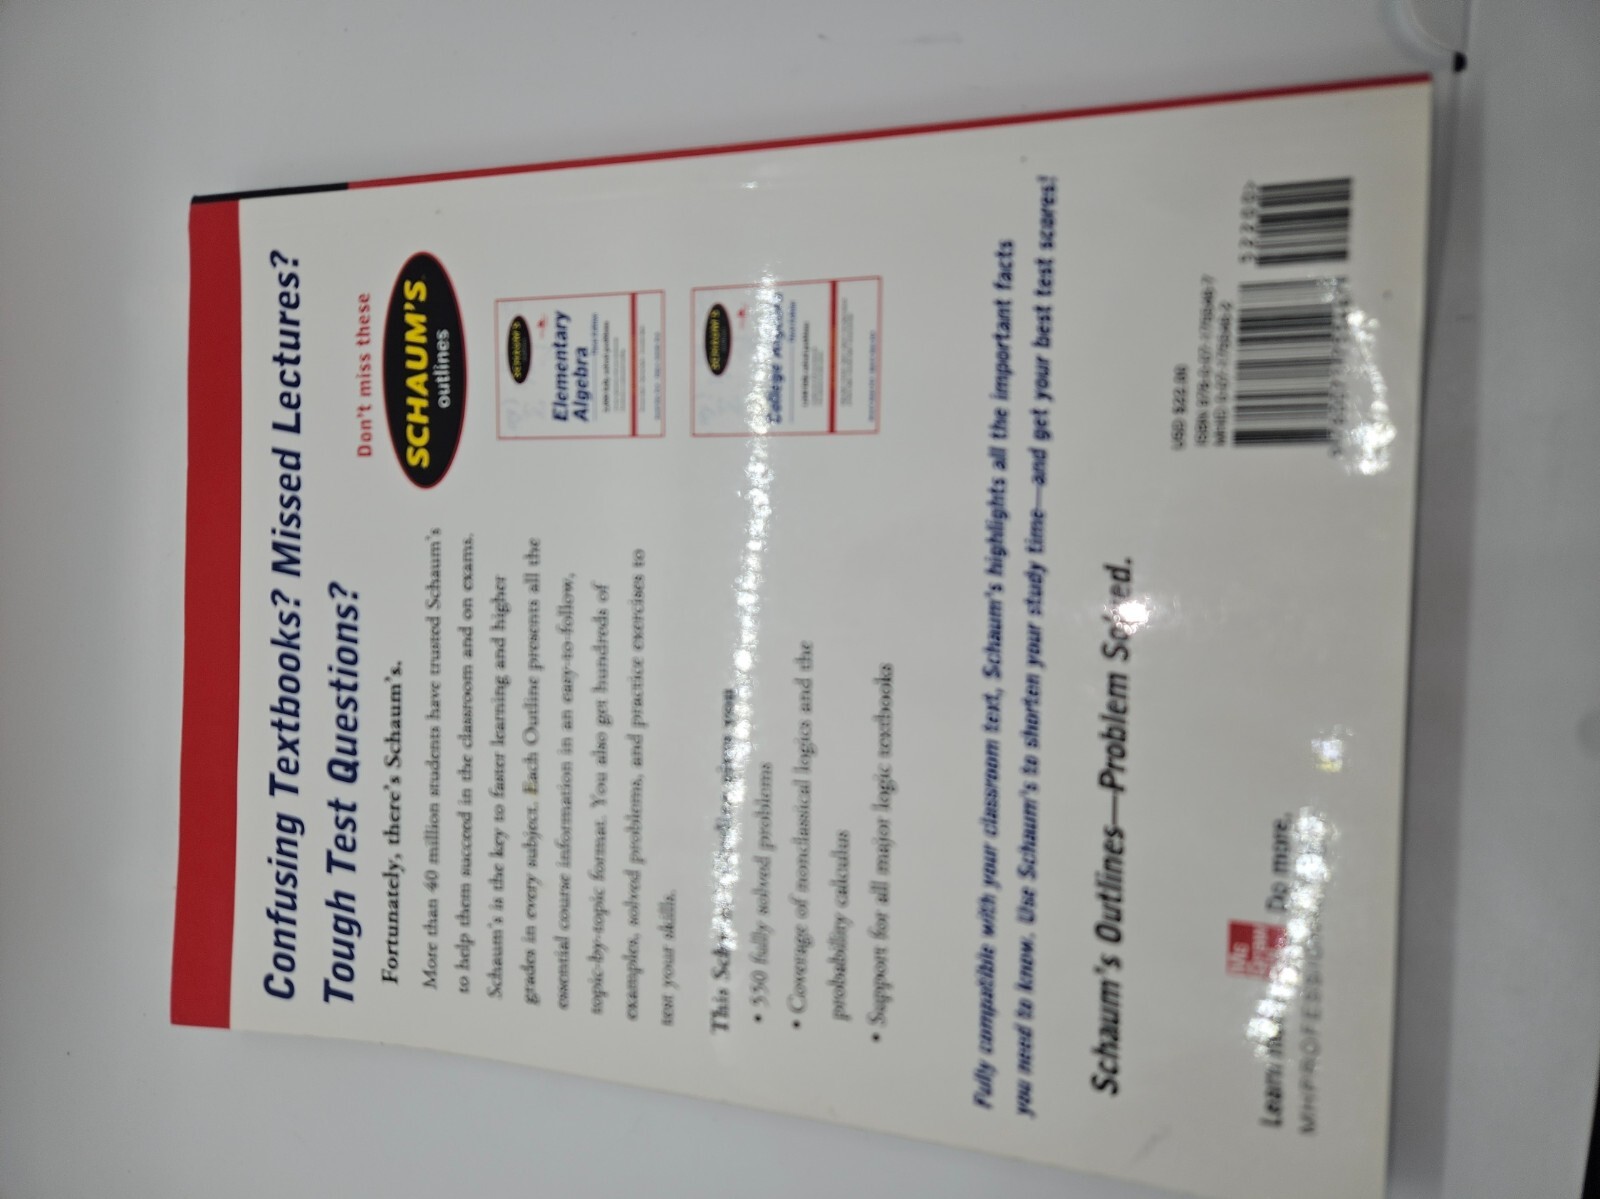 Confusing Textbooks? Missed Lectures?
Tough Test Questions?
Fortunately, there's Schaum's.
More than 40 million students have trusted Schaum's
to help them succeed in the classroom and on exams.
Schaum's is the key to faster learning and higher
grades in every subject. Each Outline presents all the
essential course information in an easy-to-follow,
topic-by-topic format. You also get hundreds of
examples, solved problems, and practice exercises to
test your skills.
This
• 550 fully solved problems
• Coverage of nonclassical logics and the
probability calculus
• Support for all major logic textbooks
Don't miss these
SCHAUM'S
outlines
SCHAUM'S
Elementary
Algebra
SCHAUM'S
College
Fully compatible with your classroom text, Schaum's highlights all the important facts
you need to know. Use Schaum's to shorten your study time—and get your best test scores!
Schaum's Outlines—Problem Solved.
USD $22.00
52200
Do more.